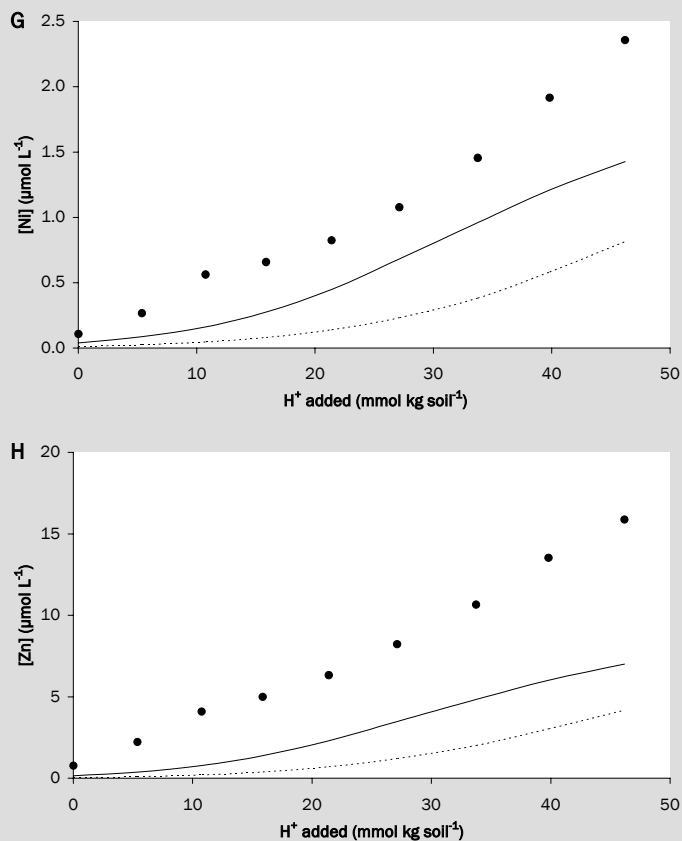 G
2.5
2.0
1.5
1.0
0.5
0.0
[Ni] (µmol L⁻¹)
0 10 20 30 40 50
H⁺ added (mmol kg soil⁻¹)
H
20
15
10
5
0
[Zn] (µmol L⁻¹)
0 10 20 30 40 50
H⁺ added (mmol kg soil⁻¹)